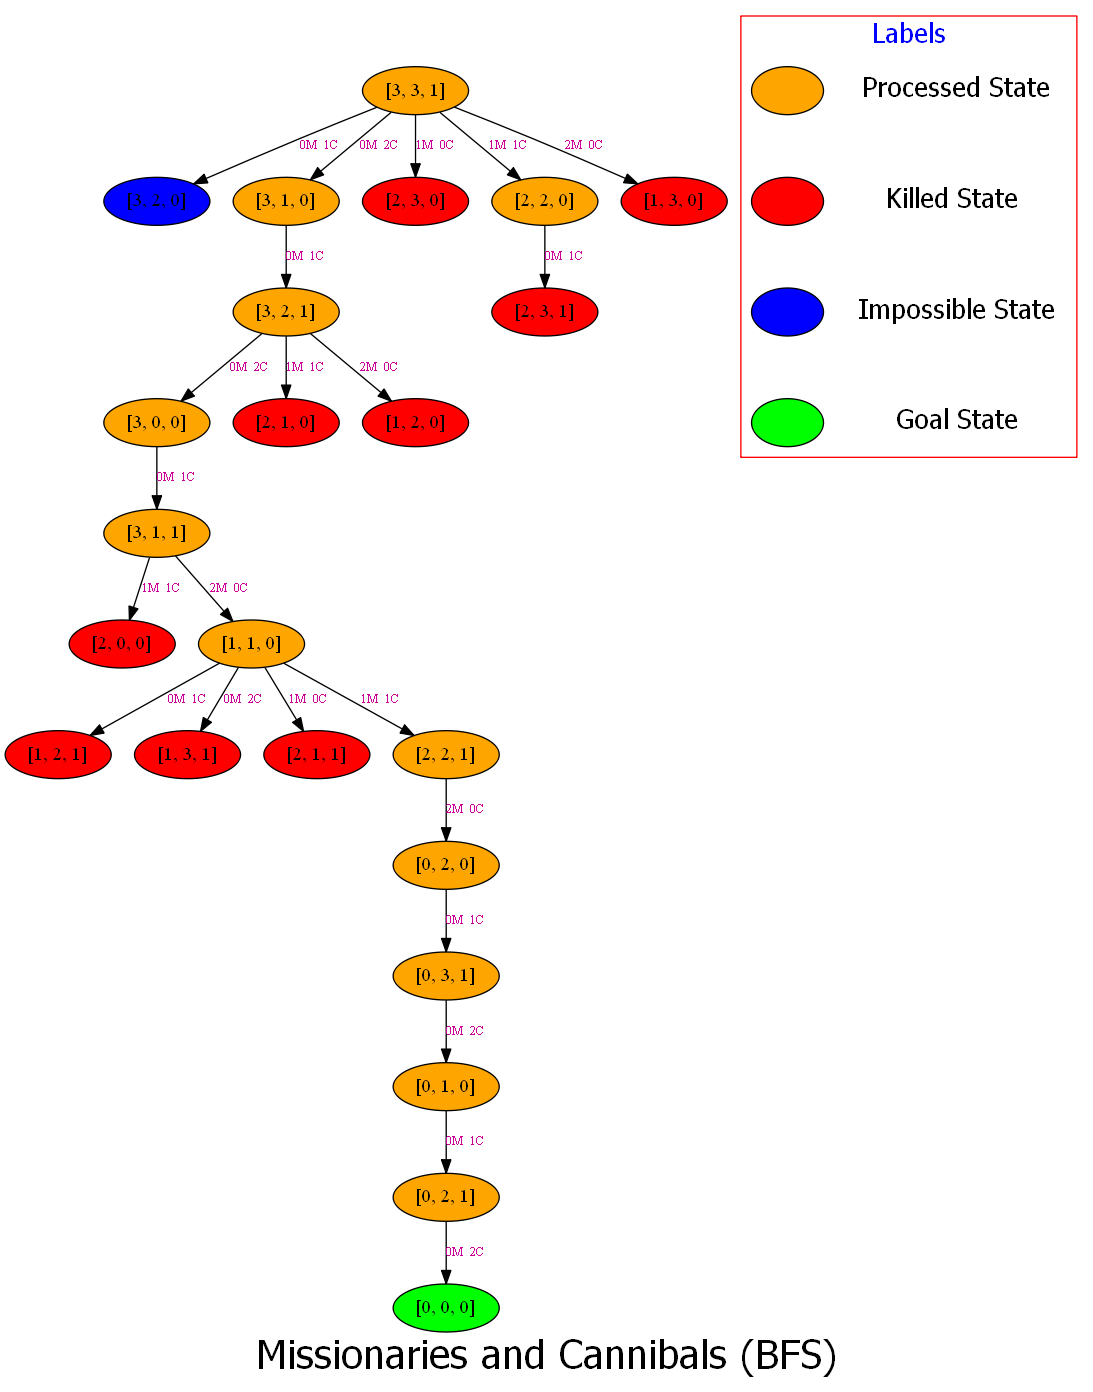 Labels
[3, 3, 1]
Processed State
0M 1C
0M 2C
1M 0C
1M 1C
2M 0C
[3, 2, 0]
[3, 1, 0]
[2, 3, 0]
[2, 2, 0]
[1, 3, 0]
Killed State
0M 1C
0M 1C
[3, 2, 1]
[2, 3, 1]
Impossible State
0M 2C
1M 1C
2M 0C
[3, 0, 0]
[2, 1, 0]
[1, 2, 0]
Goal State
0M 1C
[3, 1, 1]
1M 1C
2M 0C
[2, 0, 0]
[1, 1, 0]
0M 1C
0M 2C
1M 0C
1M 1C
[1, 2, 1]
[1, 3, 1]
[2, 1, 1]
[2, 2, 1]
2M 0C
[0, 2, 0]
0M 1C
[0, 3, 1]
0M 2C
[0, 1, 0]
0M 1C
[0, 2, 1]
0M 2C
[0, 0, 0]
Missionaries and Cannibals (BFS)